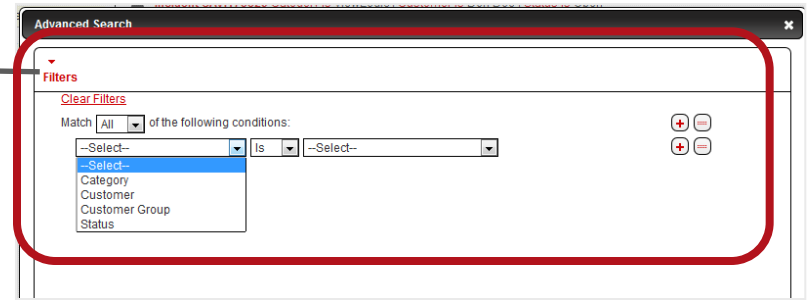 Advanced Search
Filters
Clear Filters
Match All of the following conditions:
--Select-- Is --Select--
--Select--
Category
Customer
Customer Group
Status